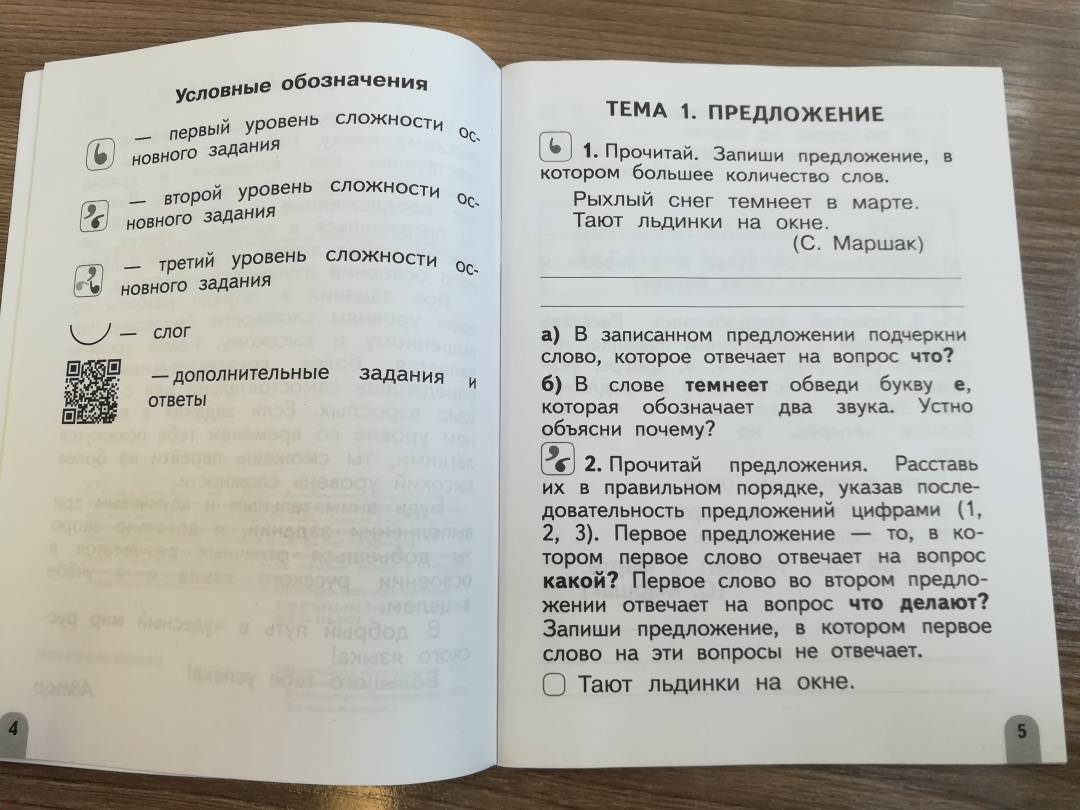 Условные обозначения
— первый уровень сложности ос-
новного задания
— второй уровень сложности ос-
новного задания
— третий уровень сложности ос-
новного задания
— слог
— дополнительные задания и
ответы
4
ТЕМА 1. ПРЕДЛОЖЕНИЕ
1. Прочитай. Запиши предложение, в
котором большее количество слов.
Рыхлый снег темнеет в марте.
Тают льдинки на окне.
(С. Маршак)
а) В записанном предложении подчеркни
слово, которое отвечает на вопрос что?
б) В слове темнеет обведи букву е,
которая обозначает два звука. Устно
объясни почему?
2. Прочитай предложения. Расставь
их в правильном порядке, указав после-
довательность предложений цифрами (1,
2, 3). Первое предложение — то, в ко-
тором первое слово отвечает на вопрос
какой? Первое слово во втором предло-
жении отвечает на вопрос что делают?
Запиши предложение, в котором первое
слово на эти вопросы не отвечает.
Тают льдинки на окне.
5